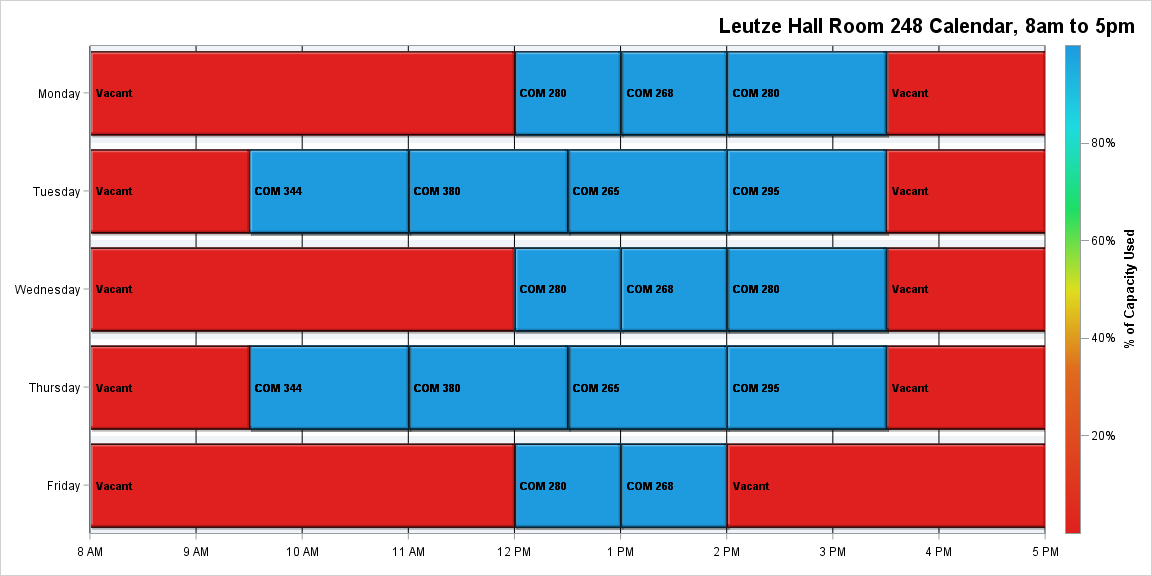 Leutze Hall Room 248 Calendar, 8am to 5pm
Monday
Vacant
COM 280
COM 268
COM 280
Vacant
Tuesday
Vacant
COM 344
COM 380
COM 265
COM 295
Vacant
Wednesday
Vacant
COM 280
COM 268
COM 280
Vacant
Thursday
Vacant
COM 344
COM 380
COM 265
COM 295
Vacant
Friday
Vacant
COM 280
COM 268
Vacant
8 AM
9 AM
10 AM
11 AM
12 PM
1 PM
2 PM
3 PM
4 PM
5 PM
80%
60%
40%
20%
% of Capacity Used